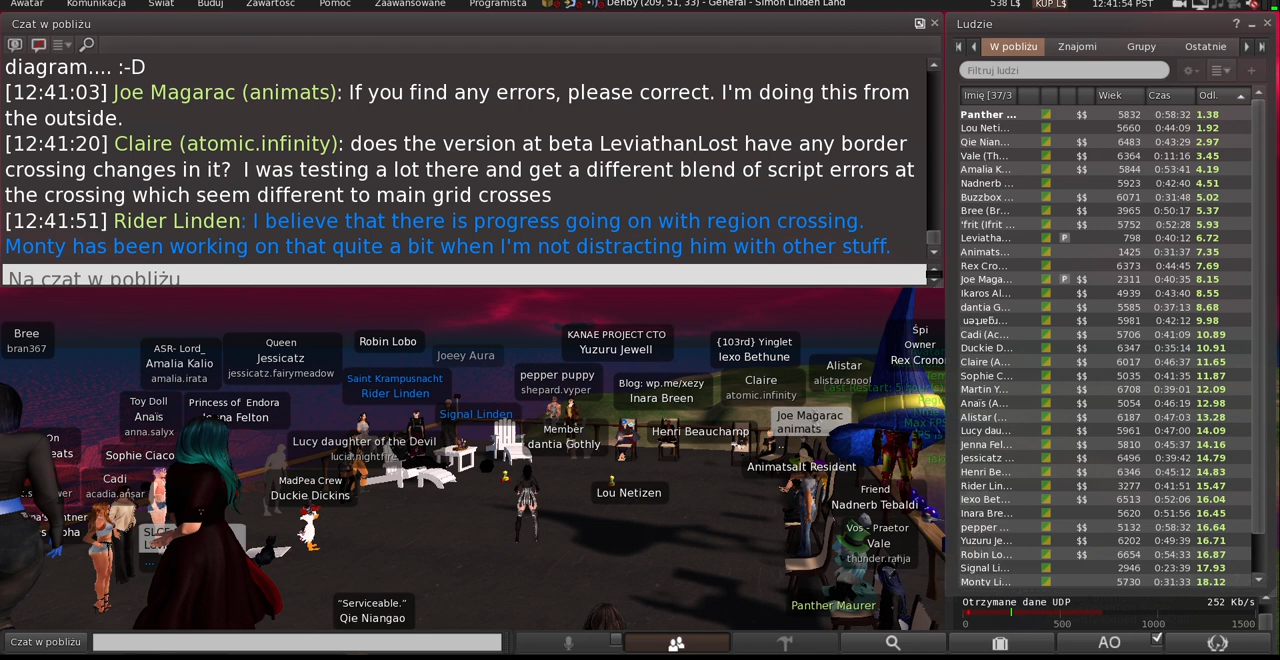 Awatar Komunikacja Świat Buduj Zawartość Pomoc Zaawansowane Programista Denby (209, 51, 33) - General - Simon Linden Land 538 L$ KUP L$ 12:41:54 PST
Czat w pobliżu
diagram.... :-D
[12:41:03] Joe Magarac (animats): If you find any errors, please correct. I'm doing this from
the outside.
[12:41:20] Claire (atomic.infinity): does the version at beta LeviathanLost have any border
crossing changes in it? I was testing a lot there and get a different blend of script errors at
the crossing which seem different to main grid crosses
[12:41:51] Rider Linden: I believe that there is progress going on with region crossing.
Monty has been working on that quite a bit when I'm not distracting him with other stuff.
Na czat w pobliżu
Bree
bran367
ASR- Lord_
Amalia Kalio
amalia.irata
Queen
Jessicatz
jessicatz.fairymeadow
Robin Lobo
Joeey Aura
KANAE PROJECT CTO
Yuzuru Jewell
{103rd} Yinglet
Iexo Bethune
Śpi
Owner
Rex Cronon
Saint Krampusnacht
Rider Linden
pepper puppy
shepard.vyper
Blog: wp.me/xezy
Inara Breen
Claire
atomic.infinity
Alistar
alistar.snook
Toy Doll
Anaïs
anna.salyx
Princess of Endora
Jenna Felton
Signal Linden
Member
dantia Gothly
Henri Beauchamp
Joe Magarac
animats
Lucy daughter of the Devil
lucia.nightfire
Sophie Ciaco
Cadi
acadia.ansar
MadPea Crew
Duckie Dickins
Lou Netizen
Animatsalt Resident
Friend
Nadnerb Tebaldi
Vos - Praetor
Vale
thunder.rahja
Panther Maurer
“Serviceable.”
Qie Niangao
Czat w pobliżu
Ludzie
W pobliżu Znajomi Grupy Ostatnie
Filtruj ludzi
Imię [37/3 Wiek Czas Odl.
Panther ... $$ 5832 0:58:32 1.38
Lou Neti... 5660 0:44:09 1.92
Qie Nian... $$ 6483 0:43:29 2.97
Vale (Th... $$ 6364 0:11:16 3.45
Amalia K... $$ 5844 0:53:41 4.19
Nadnerb ... 5923 0:42:40 4.51
Buzzbox ... $$ 6071 0:31:48 5.02
Bree (Br... $$ 3965 0:50:17 5.37
'frit (Ifrit ... $$ 5752 0:52:28 5.93
Leviatha... P 798 0:40:12 6.72
Animats... 1425 0:31:37 7.35
Rex Cro... 6373 0:44:45 7.69
Joe Maga... P $$ 2311 0:40:35 8.15
Ikaros Al... $$ 4939 0:43:40 8.55
dantia G... $$ 5585 0:37:13 8.68
$$ 5981 0:42:12 9.98
Cadi (Ac... $$ 5706 0:41:09 10.89
Duckie D... $$ 6347 0:35:14 10.91
Claire (A... $$ 6017 0:46:37 11.65
Sophie C... $$ 5035 0:41:35 11.87
Martin Y... $$ 6708 0:39:01 12.09
Anaïs (A... $$ 5054 0:46:19 12.98
Alistar (... $$ 6187 0:47:03 13.28
Lucy dau... $$ 5961 0:47:00 14.09
Jenna Fel... $$ 5810 0:45:37 14.16
Jessicatz ... $$ 6496 0:39:42 14.79
Henri Be... $$ 6346 0:45:12 14.83
Rider Lin... $$ 3277 0:41:51 15.47
Iexo Bet... $$ 6513 0:52:06 16.04
Inara Bre... 5620 0:51:56 16.45
pepper ... $$ 5132 0:58:32 16.64
Yuzuru Je... $$ 6202 0:49:39 16.71
Robin Lo... $$ 6654 0:54:33 16.87
Signal Li... 2946 0:23:39 17.93
Monty Li... 5730 0:31:33 18.12
Otrzymane dane UDP 252 Kb/s
0 500 1000 1500
AO